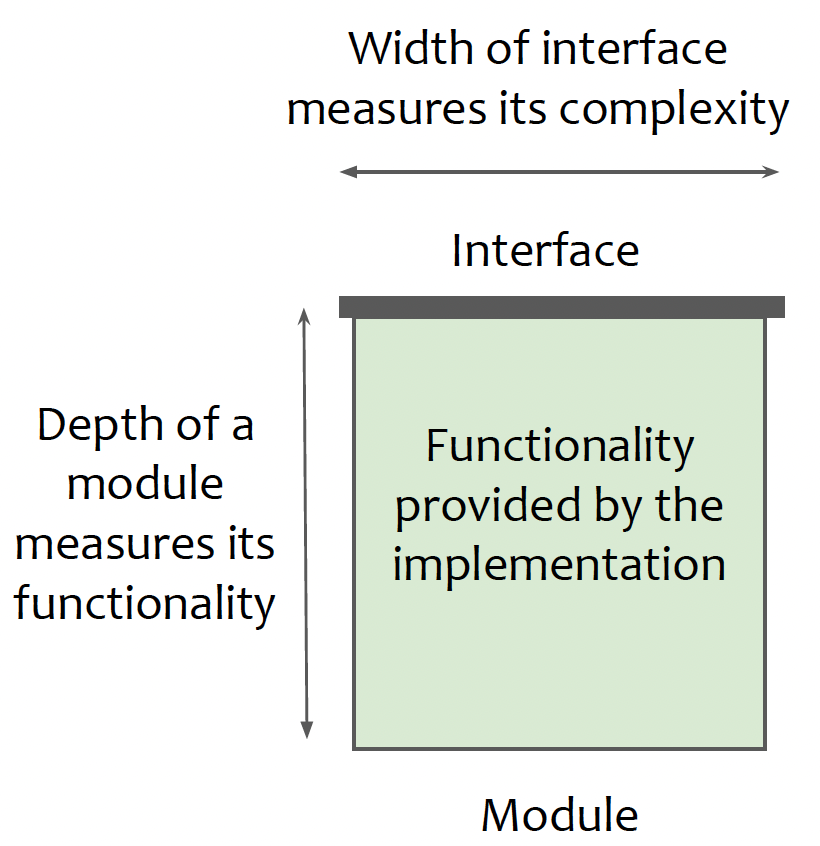 Width of interface
measures its complexity
Interface
Depth of a
module
measures its
functionality
Functionality
provided by the
implementation
Module